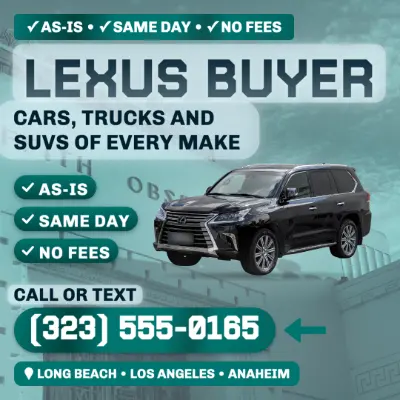 ✓ AS-IS • ✓ SAME DAY • ✓ NO FEES
LEXUS BUYER
CARS, TRUCKS AND
SUVS OF EVERY MAKE
✓ AS-IS
✓ SAME DAY
✓ NO FEES
CALL OR TEXT
(323) 555-0165
LONG BEACH • LOS ANGELES • ANAHEIM